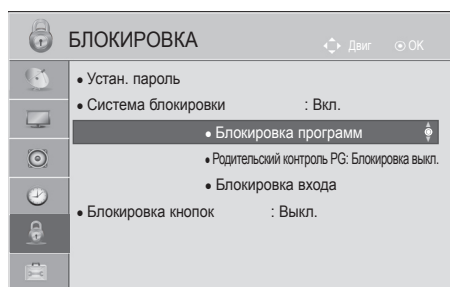 БЛОКИРОВКА
Двиг ОК
• Устан. пароль
• Система блокировки : Вкл.
• Блокировка программ
• Родительский контроль PG: Блокировка выкл.
• Блокировка входа
• Блокировка кнопок : Выкл.